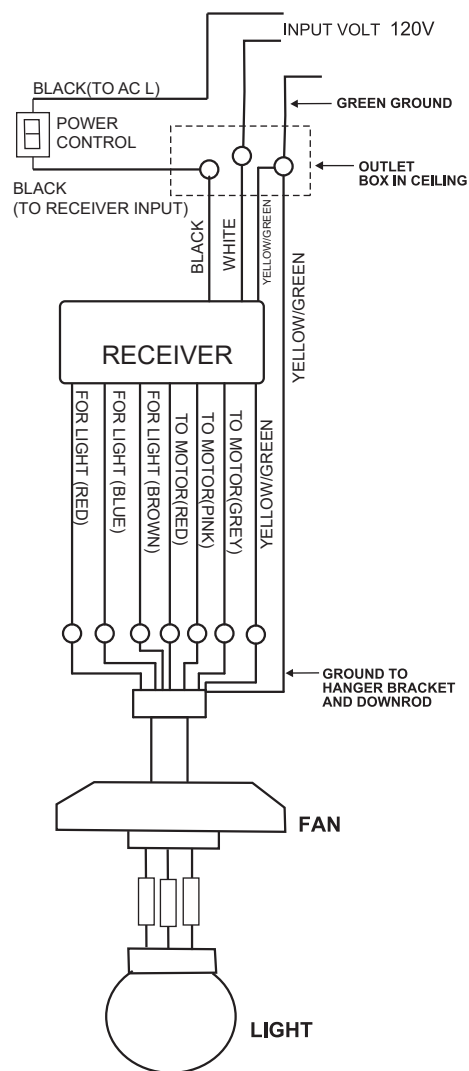 INPUT VOLT 120V
BLACK(TO AC L)
GREEN GROUND
POWER
CONTROL
OUTLET
BOX IN CEILING
BLACK
(TO RECEIVER INPUT)
BLACK
WHITE
YELLOW/GREEN
YELLOW/GREEN
RECEIVER
FOR LIGHT (RED)
FOR LIGHT (BLUE)
FOR LIGHT (BROWN)
TO MOTOR(RED)
TO MOTOR(PINK)
TO MOTOR(GREY)
YELLOW/GREEN
GROUND TO
HANGER BRACKET
AND DOWNROD
FAN
LIGHT